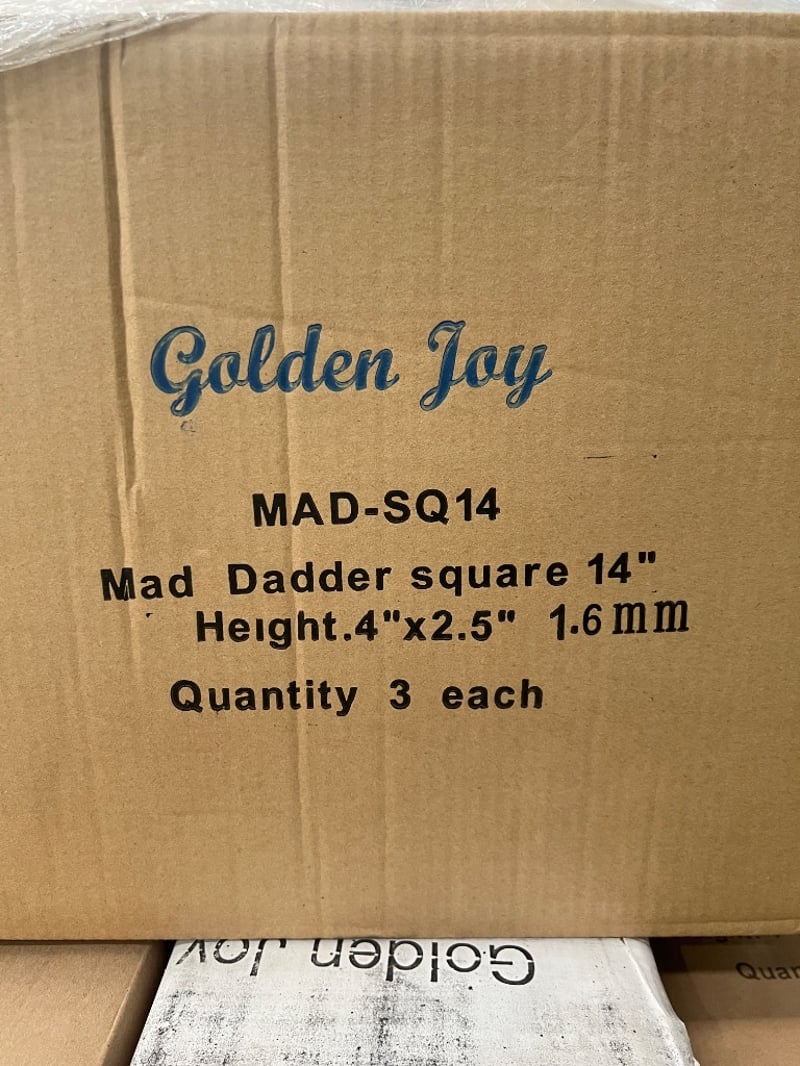 Golden Joy
MAD-SQ14
Mad Dadder square 14"
Height.4"x2.5" 1.6mm
Quantity 3 each
Golden Joy